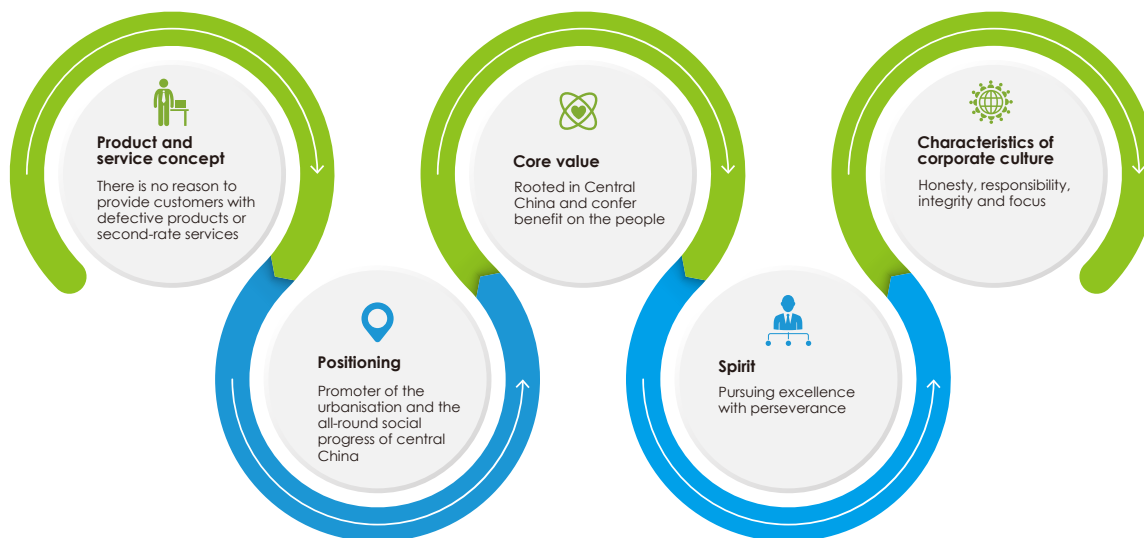 Product and
service concept
There is no reason to
provide customers with
defective products or
second-rate services
Positioning
Promoter of the
urbanisation and the
all-round social
progress of central
China
Core value
Rooted in Central
China and confer
benefit on the people
Spirit
Pursuing excellence
with perseverance
Characteristics of
corporate culture
Honesty, responsibility,
integrity and focus